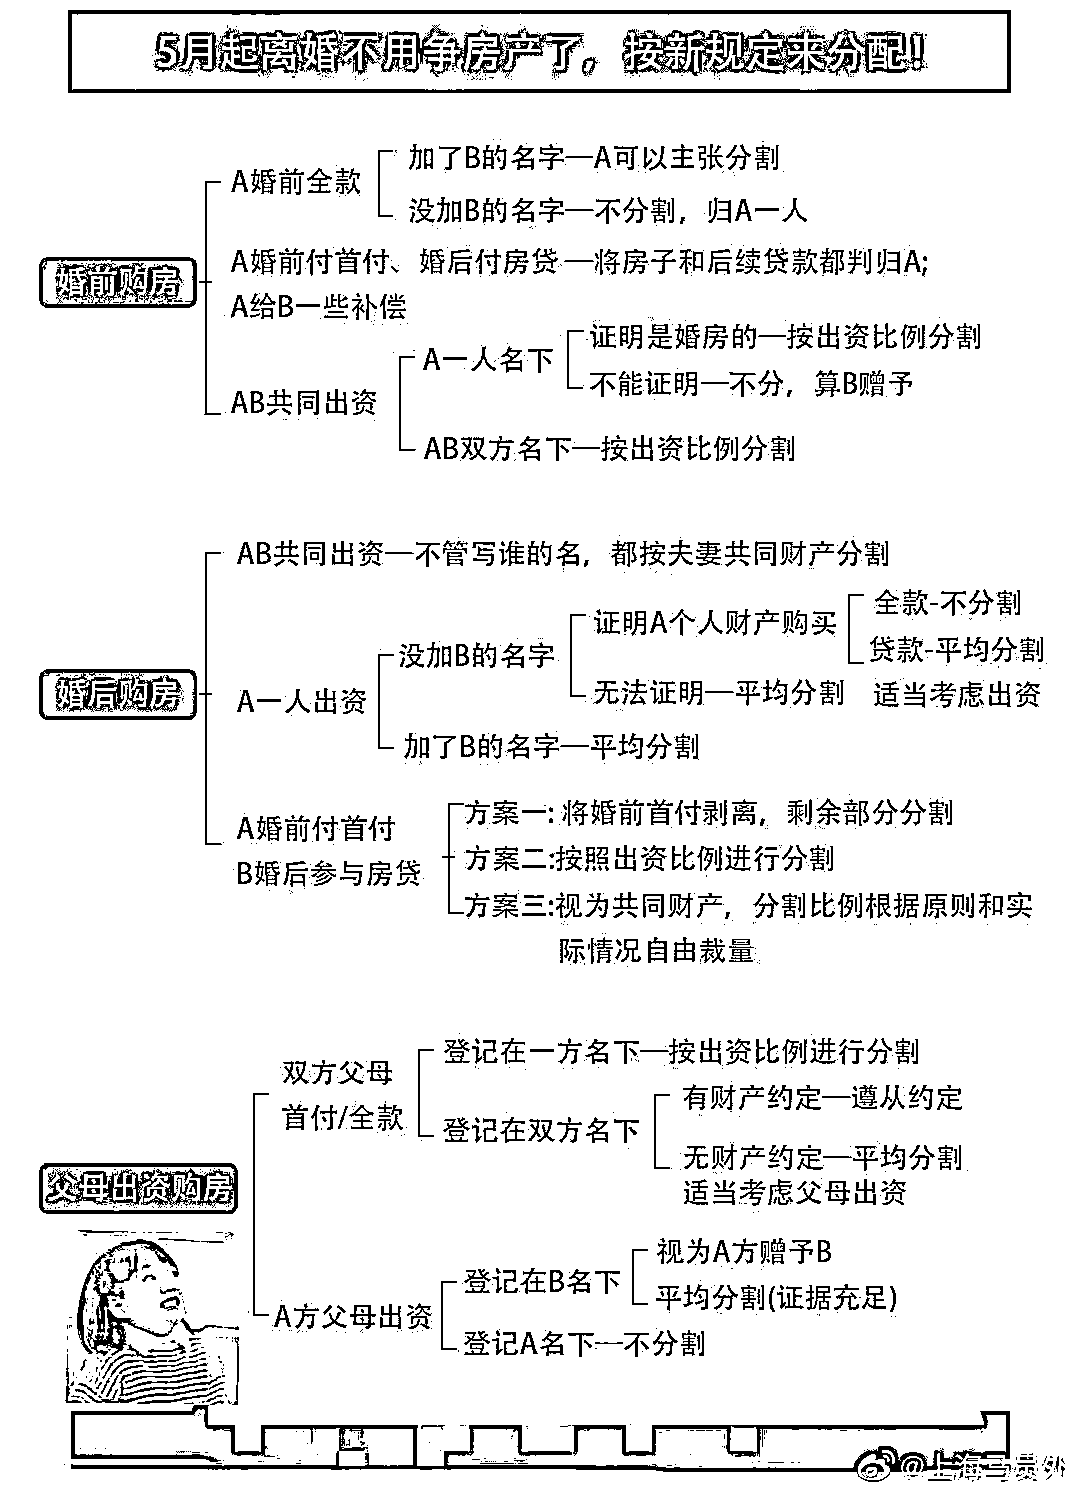 5月起离婚不用争房产了。按新规定来分配！
婚前购房
A婚前全款
加了B的名字—A可以主张分割
没加B的名字—不分割，归A一人
A婚前付首付、婚后付房贷—将房子和后续贷款都判归A;
A给B一些补偿
AB共同出资
A一人名下
证明是婚房的—按出资比例分割
不能证明—不分，算B赠予
AB双方名下—按出资比例分割
婚后购房
AB共同出资—不管写谁的名，都按夫妻共同财产分割
A一人出资
没加B的名字
证明A个人财产购买
全款-不分割
贷款-平均分割
无法证明—平均分割
适当考虑出资
加了B的名字—平均分割
A婚前付首付
B婚后参与房贷
方案一:将婚前首付剥离，剩余部分分割
方案二:按照出资比例进行分割
方案三:视为共同财产，分割比例根据原则和实
际情况自由裁量
父母出资购房
双方父母
首付/全款
登记在一方名下—按出资比例进行分割
登记在双方名下
有财产约定—遵从约定
无财产约定—平均分割
适当考虑父母出资
A方父母出资
登记在B名下
视为A方赠予B
平均分割(证据充足)
登记A名下—不分割
@上海马员外